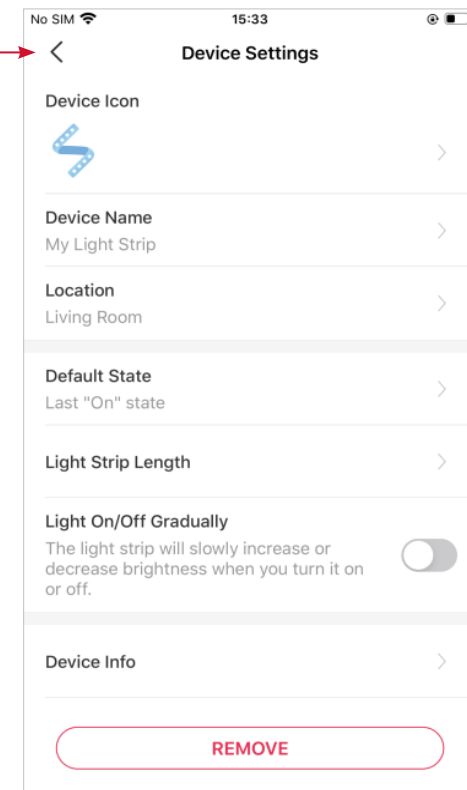 No SIM 15:33
Device Settings
Device Icon
Device Name
My Light Strip
Location
Living Room
Default State
Last "On" state
Light Strip Length
Light On/Off Gradually
The light strip will slowly increase or
decrease brightness when you turn it on
or off.
Device Info
REMOVE